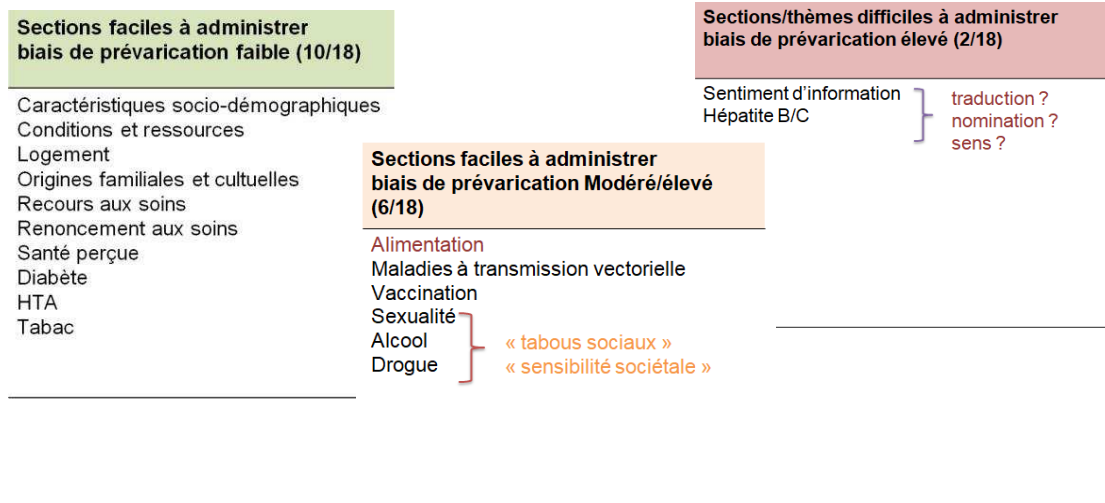 Sections faciles à administrer
biais de prévarication faible (10/18)
Caractéristiques socio-démographiques
Conditions et ressources
Logement
Origines familiales et cultuelles
Recours aux soins
Renoncement aux soins
Santé perçue
Diabète
HTA
Tabac
Sections faciles à administrer
biais de prévarication Modéré/élevé
(6/18)
Alimentation
Maladies à transmission vectorielle
Vaccination
Sexualité
Alcool
Drogue
« tabous sociaux »
« sensibilité sociétale »
Sections/thèmes difficiles à administrer
biais de prévarication élevé (2/18)
Sentiment d’information
Hépatite B/C
traduction ?
nomination ?
sens ?